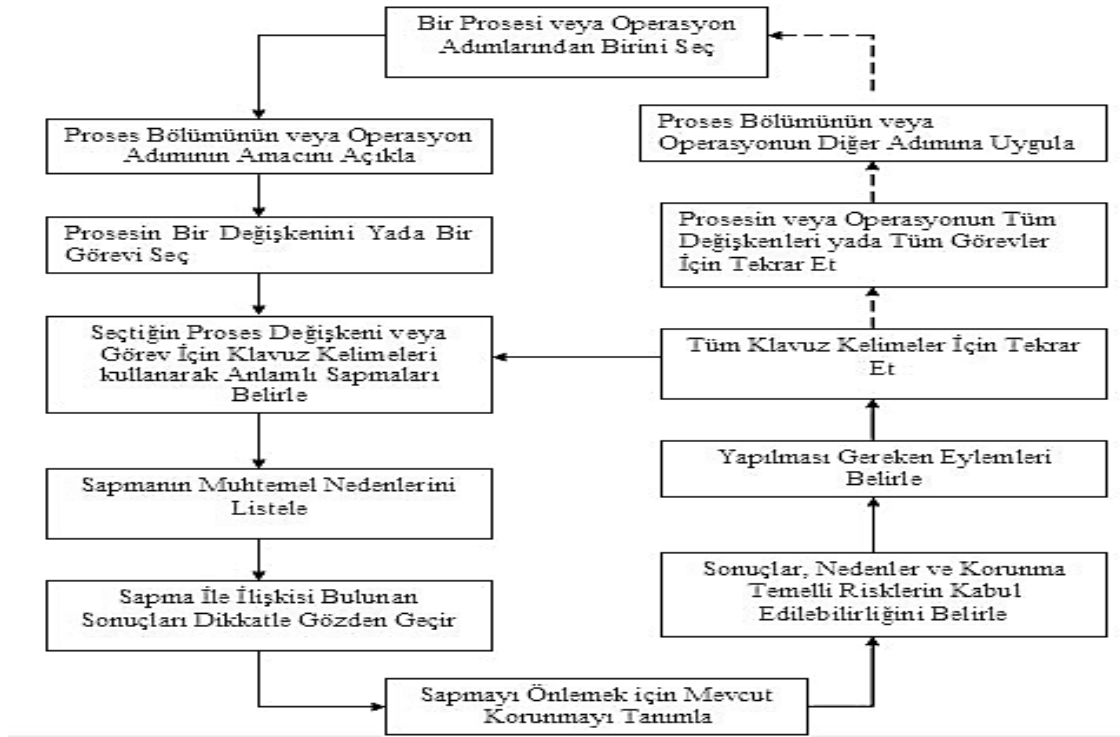 Bir Prosesi veya Operasyon
Adımlarından Birini Seç
Proses Bölümünün veya Operasyon
Adımının Amacını Açıkla
Prosesin Bir Değişkenini Yada Bir
Görevi Seç
Seçtiğin Proses Değişkeni veya
Görev İçin Klavuz Kelimeleri
kullanarak Anlamlı Sapmaları
Belirle
Sapmanın Muhtemel Nedenlerini
Listele
Sapma İle İlişkisi Bulunan
Sonuçları Dikkatle Gözden Geçir
Sapmayı Önlemek için Mevcut
Korunmayı Tanımla
Sonuçlar, Nedenler ve Korunma
Temelli Risklerin Kabul
Edilebilirliğini Belirle
Yapılması Gereken Eylemleri
Belirle
Tüm Klavuz Kelimeler İçin Tekrar
Et
Prosesin veya Operasyonun Tüm
Değişkenleri yada Tüm Görevler
İçin Tekrar Et
Proses Bölümünün veya
Operasyonun Diğer Adımına Uygula